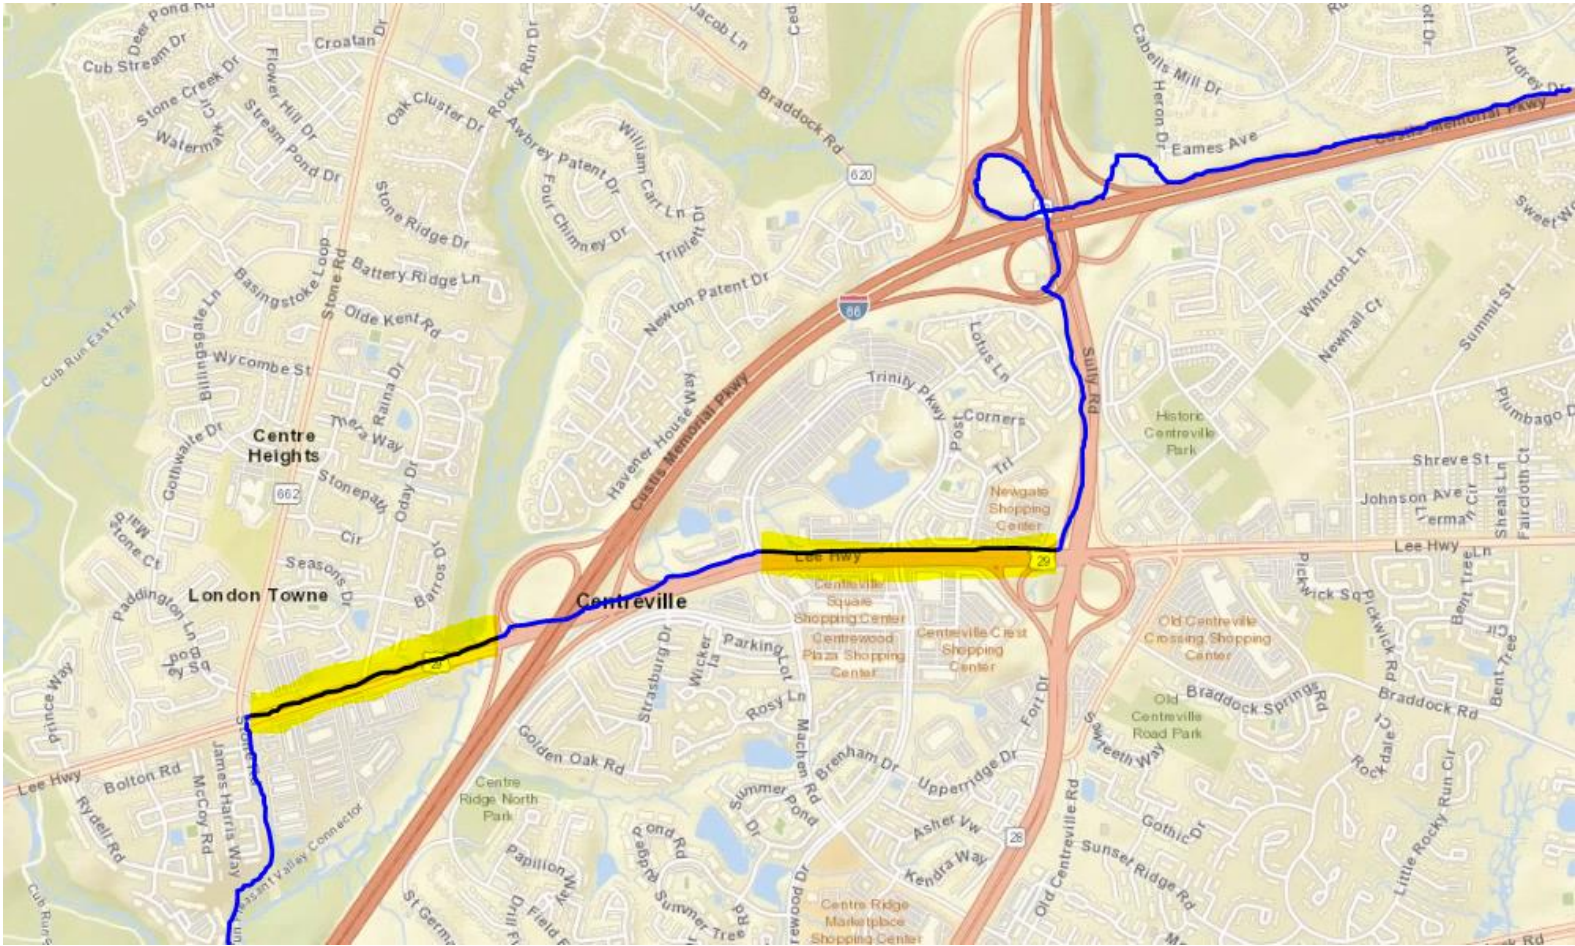 Deer Pond Rd
Croatan Dr
Jacob Ln
Cub Stream Dr
Flower Hill Dr
Rocky Run Dr
Cabells Mill Dr
Audrey Dr
Stone Creek Dr
Oak Cluster Dr
Braddock Rd
Heron Dr
Stream Pond Dr
Awbrey Patent Dr
William Carr Ln
Eames Ave
Custis Memorial Pkwy
620
Four Chimney Dr
Stone Ridge Dr
Triplett Dr
Battery Ridge Ln
Basingstoke Loop
Stone Rd
Newton Patent Dr
Wharton Ln
Cub Run East Trail
Billingsgate Ln
Olde Kent Rd
66
Newhall Ct
Summit St
Wycombe St
Lotus Ln
Sully Rd
Raina Dr
Trinity Pkwy
Havener House Way
Custis Memorial Pkwy
Post
Corners
Trl
Historic
Centreville
Park
Plumbago D
Centre
Heights
Thera Way
Gothwaite Dr
Shreve St
Stonepath
Cir
Oday Dr
662
Newgate
Shopping
Center
Johnson Ave
Sheals Ln
Faircloth Ct
Lee Hwy
29
Lee Hwy
Seasons Dr
Barros Dr
London Towne
Paddington Ln
Centreville
Centreville
Square
Shopping Center
Centrewood
Plaza Shopping
Center
Centreville Crest
Shopping
Center
Old Centreville
Crossing Shopping
Center
Pickwick Sq
Pickwick Rd
Bent Tree Ln
Bent Tree
Cir
29
Parking Lot
Strasburg Dr
Rosy Ln
Prince Way
Fort Dr
Braddock Springs Rd
Braddock Rd
Old
Centreville
Road Park
Rockdale Ct
Lee Hwy
Bolton Rd
Stone Rd
James Harris Way
McCoy Rd
Rydell Rd
Golden Oak Rd
Machen Rd
Brenham Dr
Upperridge Dr
Centre
Ridge North
Park
Summer Pond
Dr
Asher Vw
28
Old Centreville Rd
Gothic Dr
Little Rocky Run Cir
Sunset Ridge Rd
Kendra Way
Papillon Way
Centre Ridge
Marketplace
Shopping Center
Rd